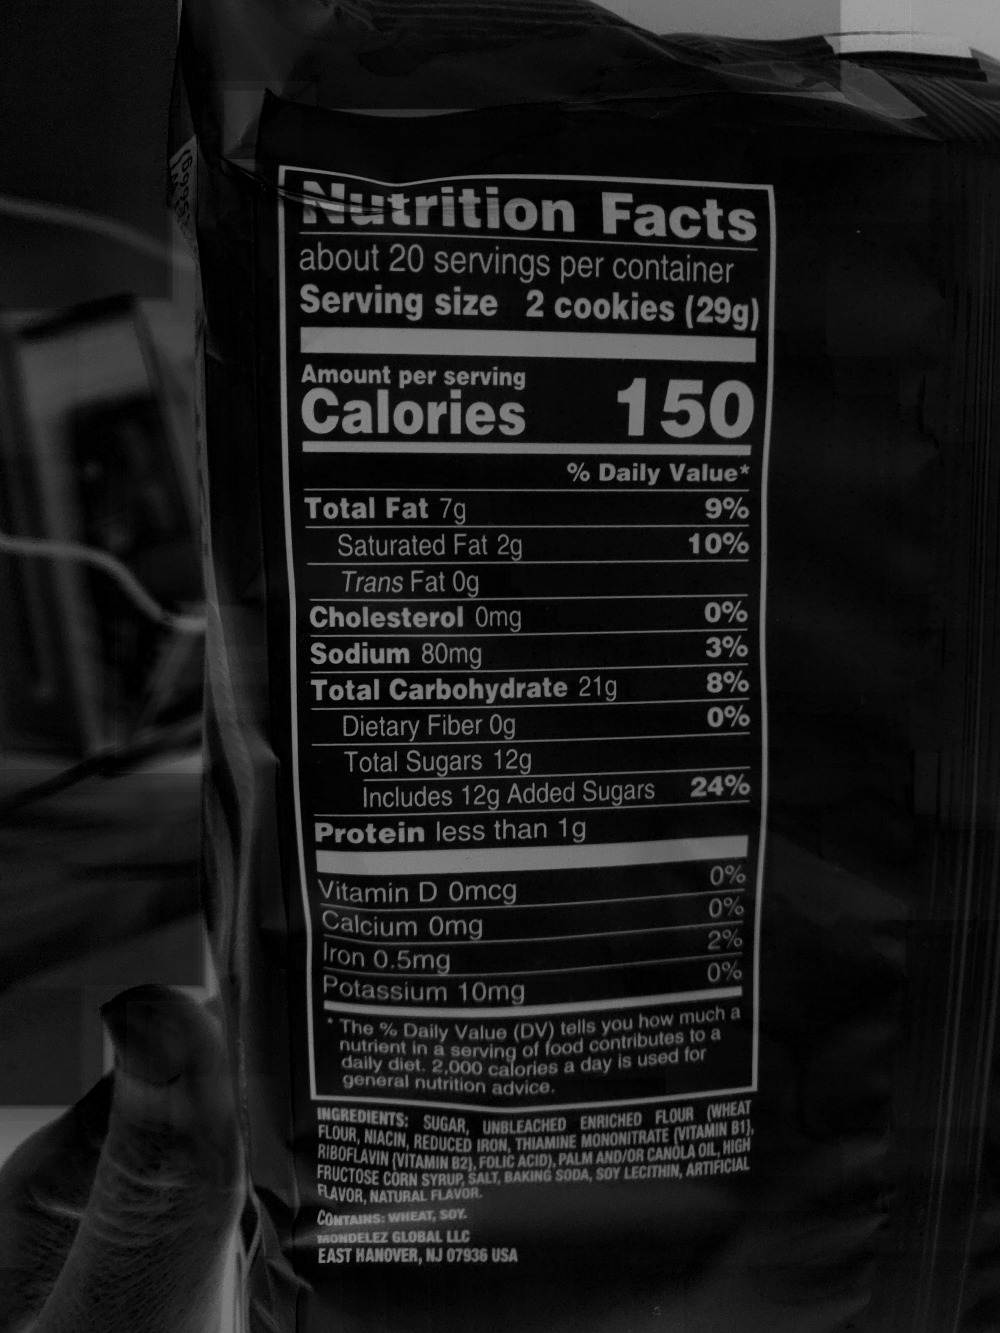 Nutrition Facts
about 20 servings per container
Serving size 2 cookies (29g)
Amount per serving
Calories 150
% Daily Value*
Total Fat 7g 9%
Saturated Fat 2g 10%
Trans Fat 0g
Cholesterol 0mg 0%
Sodium 80mg 3%
Total Carbohydrate 21g 8%
Dietary Fiber 0g 0%
Total Sugars 12g
Includes 12g Added Sugars 24%
Protein less than 1g
Vitamin D 0mcg 0%
Calcium 0mg 0%
Iron 0.5mg 2%
Potassium 10mg 0%
* The % Daily Value (DV) tells you how much a
nutrient in a serving of food contributes to a
daily diet. 2,000 calories a day is used for
general nutrition advice.
INGREDIENTS: SUGAR, UNBLEACHED ENRICHED FLOUR (WHEAT
FLOUR, NIACIN, REDUCED IRON, THIAMINE MONONITRATE (VITAMIN B1),
RIBOFLAVIN (VITAMIN B2), FOLIC ACID), PALM AND/OR CANOLA OIL, HIGH
FRUCTOSE CORN SYRUP, SALT, BAKING SODA, SOY LECITHIN, ARTIFICIAL
FLAVOR, NATURAL FLAVOR.
CONTAINS: WHEAT, SOY.
MONDELEZ GLOBAL LLC
EAST HANOVER, NJ 07936 USA